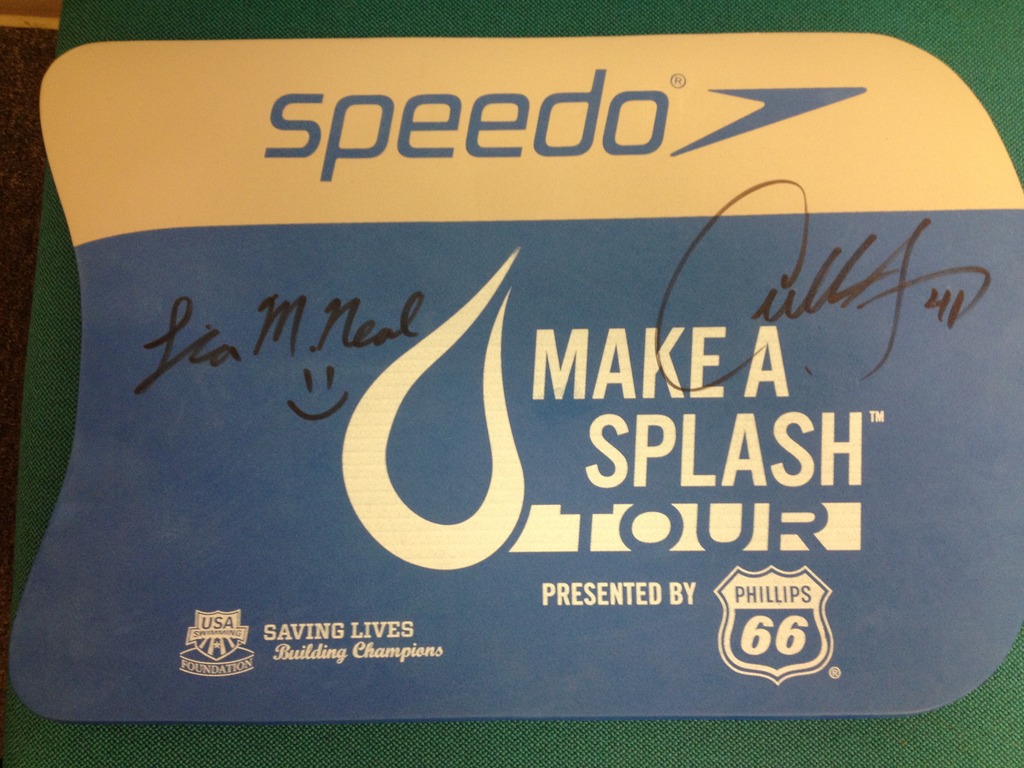 speedo®
Lia M. Neal
MAKE A
SPLASH™
TOUR
PRESENTED BY
PHILLIPS
66®
USA
SWIMMING
FOUNDATION
SAVING LIVES
Building Champions